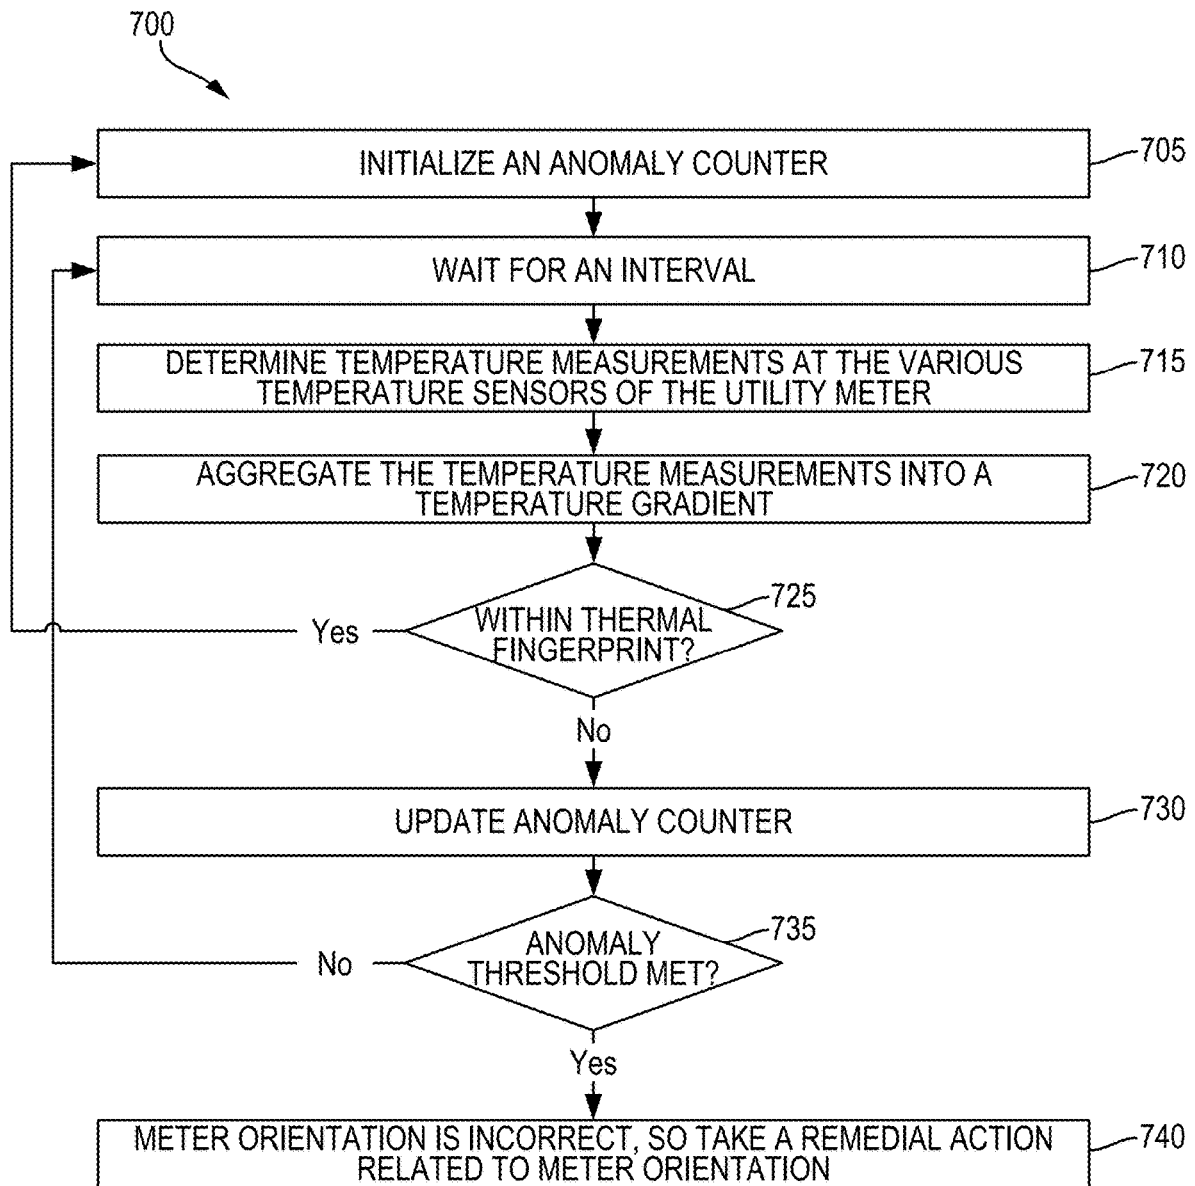 700
INITIALIZE AN ANOMALY COUNTER
705
WAIT FOR AN INTERVAL
710
DETERMINE TEMPERATURE MEASUREMENTS AT THE VARIOUS
TEMPERATURE SENSORS OF THE UTILITY METER
715
AGGREGATE THE TEMPERATURE MEASUREMENTS INTO A
TEMPERATURE GRADIENT
720
725
WITHIN THERMAL
FINGERPRINT?
Yes
No
UPDATE ANOMALY COUNTER
730
735
ANOMALY
THRESHOLD MET?
No
Yes
METER ORIENTATION IS INCORRECT, SO TAKE A REMEDIAL ACTION
RELATED TO METER ORIENTATION
740